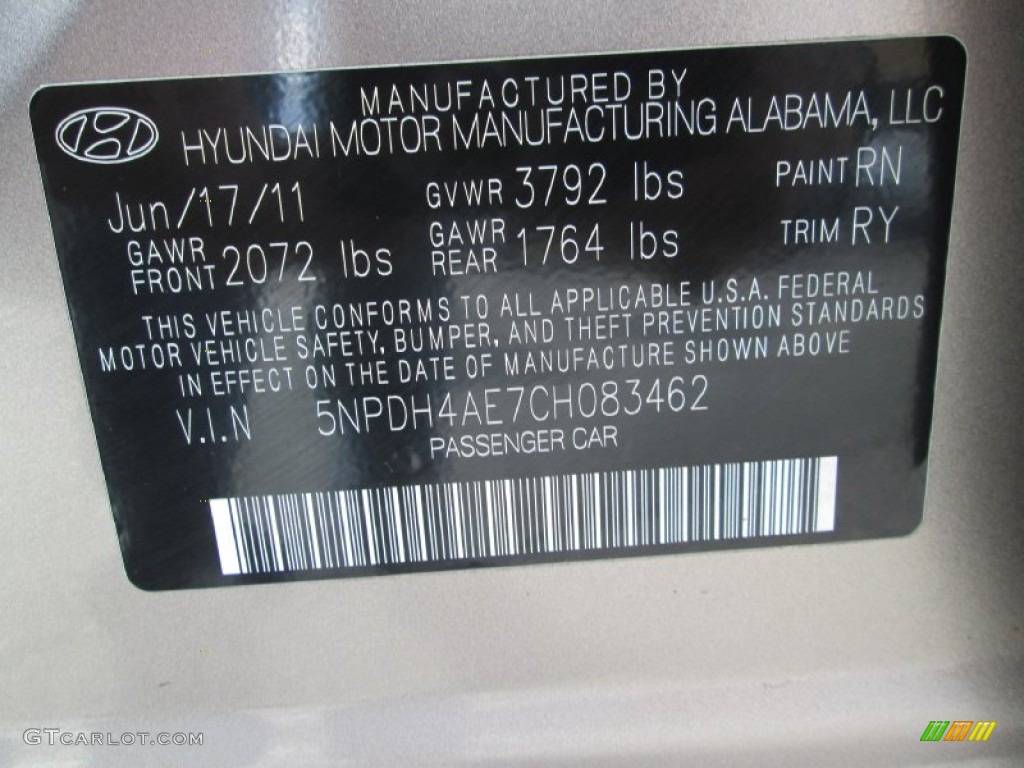 MANUFACTURED BY
HYUNDAI MOTOR MANUFACTURING ALABAMA, LLC
Jun/17/11 GVWR 3792 lbs PAINT RN
GAWR FRONT 2072 lbs GAWR REAR 1764 lbs TRIM RY
THIS VEHICLE CONFORMS TO ALL APPLICABLE U.S.A. FEDERAL
MOTOR VEHICLE SAFETY, BUMPER, AND THEFT PREVENTION STANDARDS
IN EFFECT ON THE DATE OF MANUFACTURE SHOWN ABOVE
V.I.N 5NPDH4AE7CH083462
PASSENGER CAR
GTCARLOT.COM